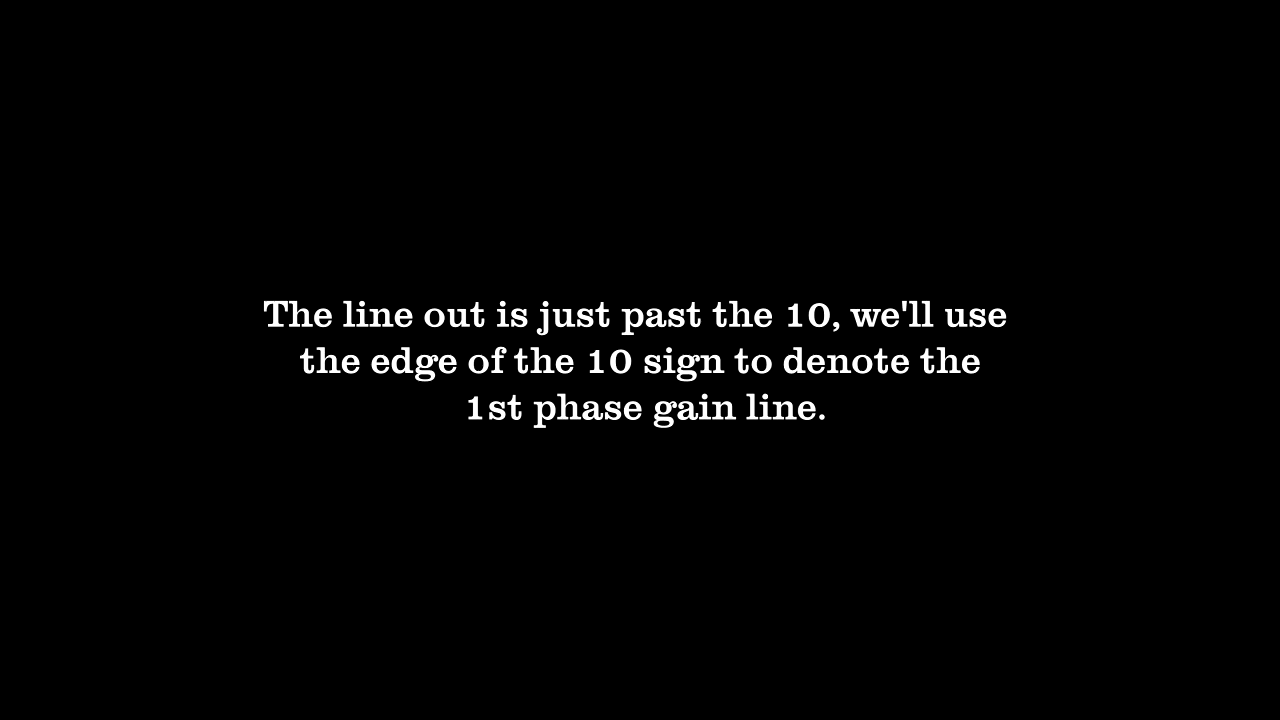 The line out is just past the 10, we'll use
the edge of the 10 sign to denote the
1st phase gain line.